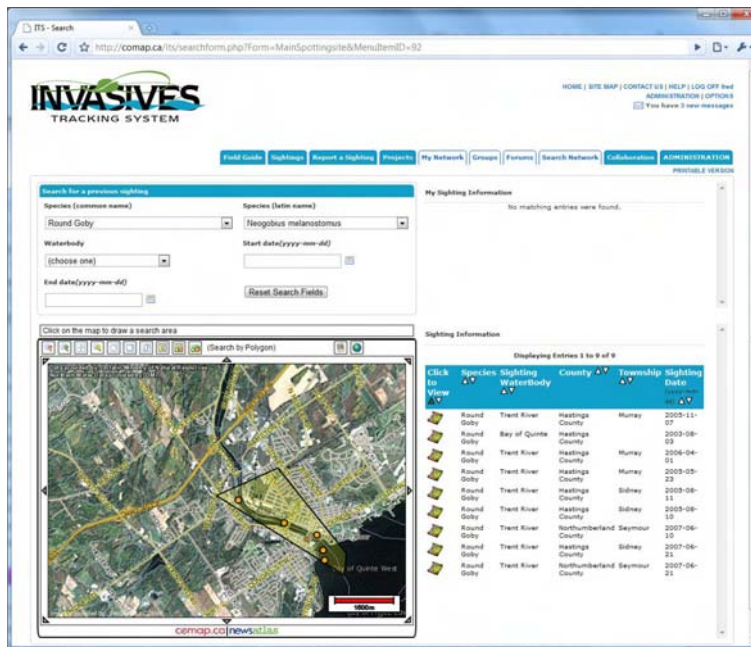 ITS - Search
http://comap.ca/its/searchform.php?Form=MainSpottingsite&MenuItemID=92
INVASIVES
TRACKING SYSTEM
HOME | SITE MAP | CONTACT US | HELP | LOG OFF fred
ADMINISTRATION | OPTIONS
You have 3 new messages
Field Guide Sightings Report a Sighting Projects My Network Groups Forums Search Network Collaboration ADMINISTRATION
PRINTABLE VERSION
Search for a previous sighting
Species (common name) Species (latin name)
Round Goby Neogobius melanostomus
Waterbody Start date(yyyy-mm-dd)
(choose one)
End date(yyyy-mm-dd)
Reset Search Fields
My Sighting Information
No matching entries were found.
Click on the map to draw a search area
(Search by Polygon)
of Quinte West
1600m
comap.ca|newsatlas
Sighting Information
Displaying Entries 1 to 9 of 9
Click to View Species Sighting WaterBody County Township Sighting Date (yyyy-mm-dd)
Round Goby Trent River Hastings County Murray 2005-11-07
Round Goby Bay of Quinte Hastings County 2003-08-03
Round Goby Trent River Hastings County Murray 2006-04-01
Round Goby Trent River Hastings County Murray 2005-05-23
Round Goby Trent River Hastings County Sidney 2005-08-11
Round Goby Trent River Hastings County Sidney 2005-08-10
Round Goby Trent River Northumberland County Seymour 2007-06-10
Round Goby Trent River Hastings County Sidney 2007-06-21
Round Goby Trent River Northumberland County Seymour 2007-06-21